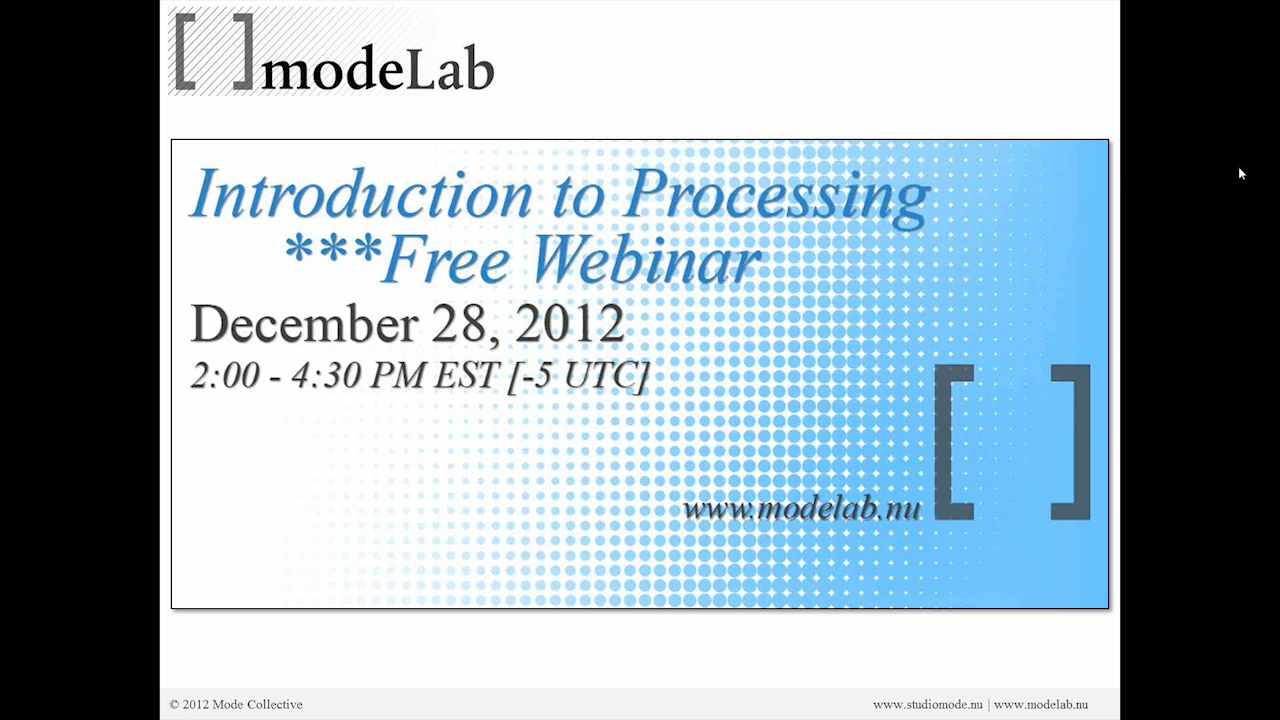 [ ] modeLab
Introduction to Processing
***Free Webinar
December 28, 2012
2:00 - 4:30 PM EST [-5 UTC]
www.modelab.nu [ ]
© 2012 Mode Collective
www.studiomode.nu | www.modelab.nu